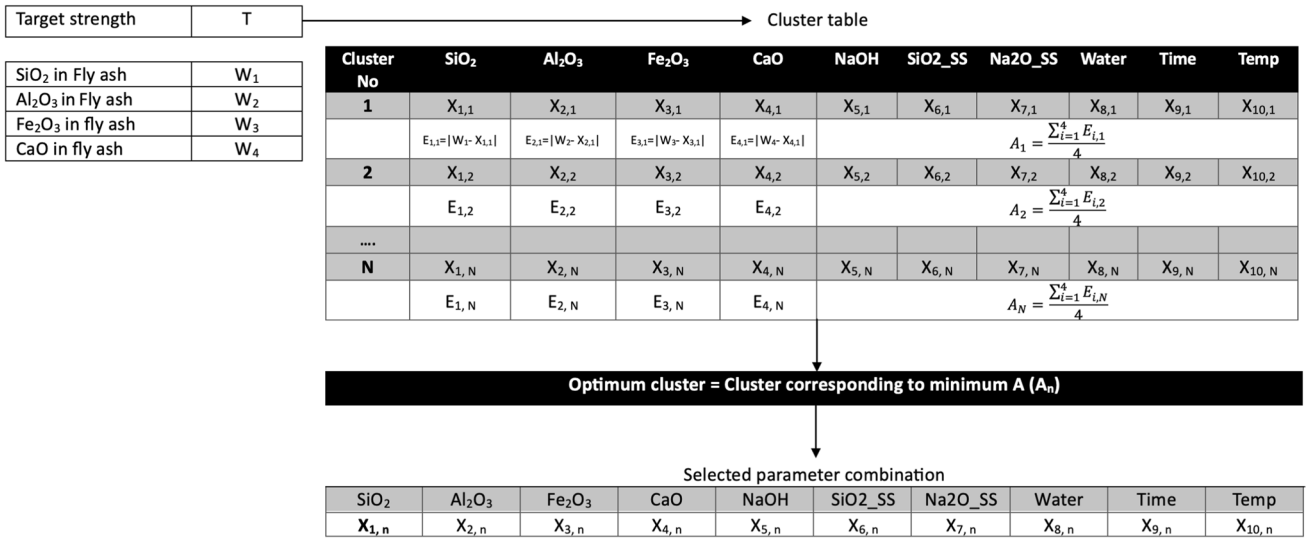 Target strength T Cluster table
SiO₂ in Fly ash W₁
Al₂O₃ in Fly ash W₂
Fe₂O₃ in fly ash W₃
CaO in fly ash W₄
Cluster No SiO₂ Al₂O₃ Fe₂O₃ CaO NaOH SiO2_SS Na2O_SS Water Time Temp
1 X₁,₁ X₂,₁ X₃,₁ X₄,₁ X₅,₁ X₆,₁ X₇,₁ X₈,₁ X₉,₁ X₁₀,₁
E₁,₁=|W₁- X₁,₁| E₂,₁=|W₂- X₂,₁| E₃,₁=|W₃- X₃,₁| E₄,₁=|W₄- X₄,₁| A₁ = ∑⁴ᵢ₌₁ Eᵢ,₁ / 4
2 X₁,₂ X₂,₂ X₃,₂ X₄,₂ X₅,₂ X₆,₂ X₇,₂ X₈,₂ X₉,₂ X₁₀,₂
E₁,₂ E₂,₂ E₃,₂ E₄,₂ A₂ = ∑⁴ᵢ₌₁ Eᵢ,₂ / 4
....
N X₁, N X₂, N X₃, N X₄, N X₅, N X₆, N X₇, N X₈, N X₉, N X₁₀, N
E₁, N E₂, N E₃, N E₄, N A_N = ∑⁴ᵢ₌₁ Eᵢ,N / 4
Optimum cluster = Cluster corresponding to minimum A (Aₙ)
Selected parameter combination
SiO₂ Al₂O₃ Fe₂O₃ CaO NaOH SiO2_SS Na2O_SS Water Time Temp
X₁, ₙ X₂, ₙ X₃, ₙ X₄, ₙ X₅, ₙ X₆, ₙ X₇, ₙ X₈, ₙ X₉, ₙ X₁₀, ₙ